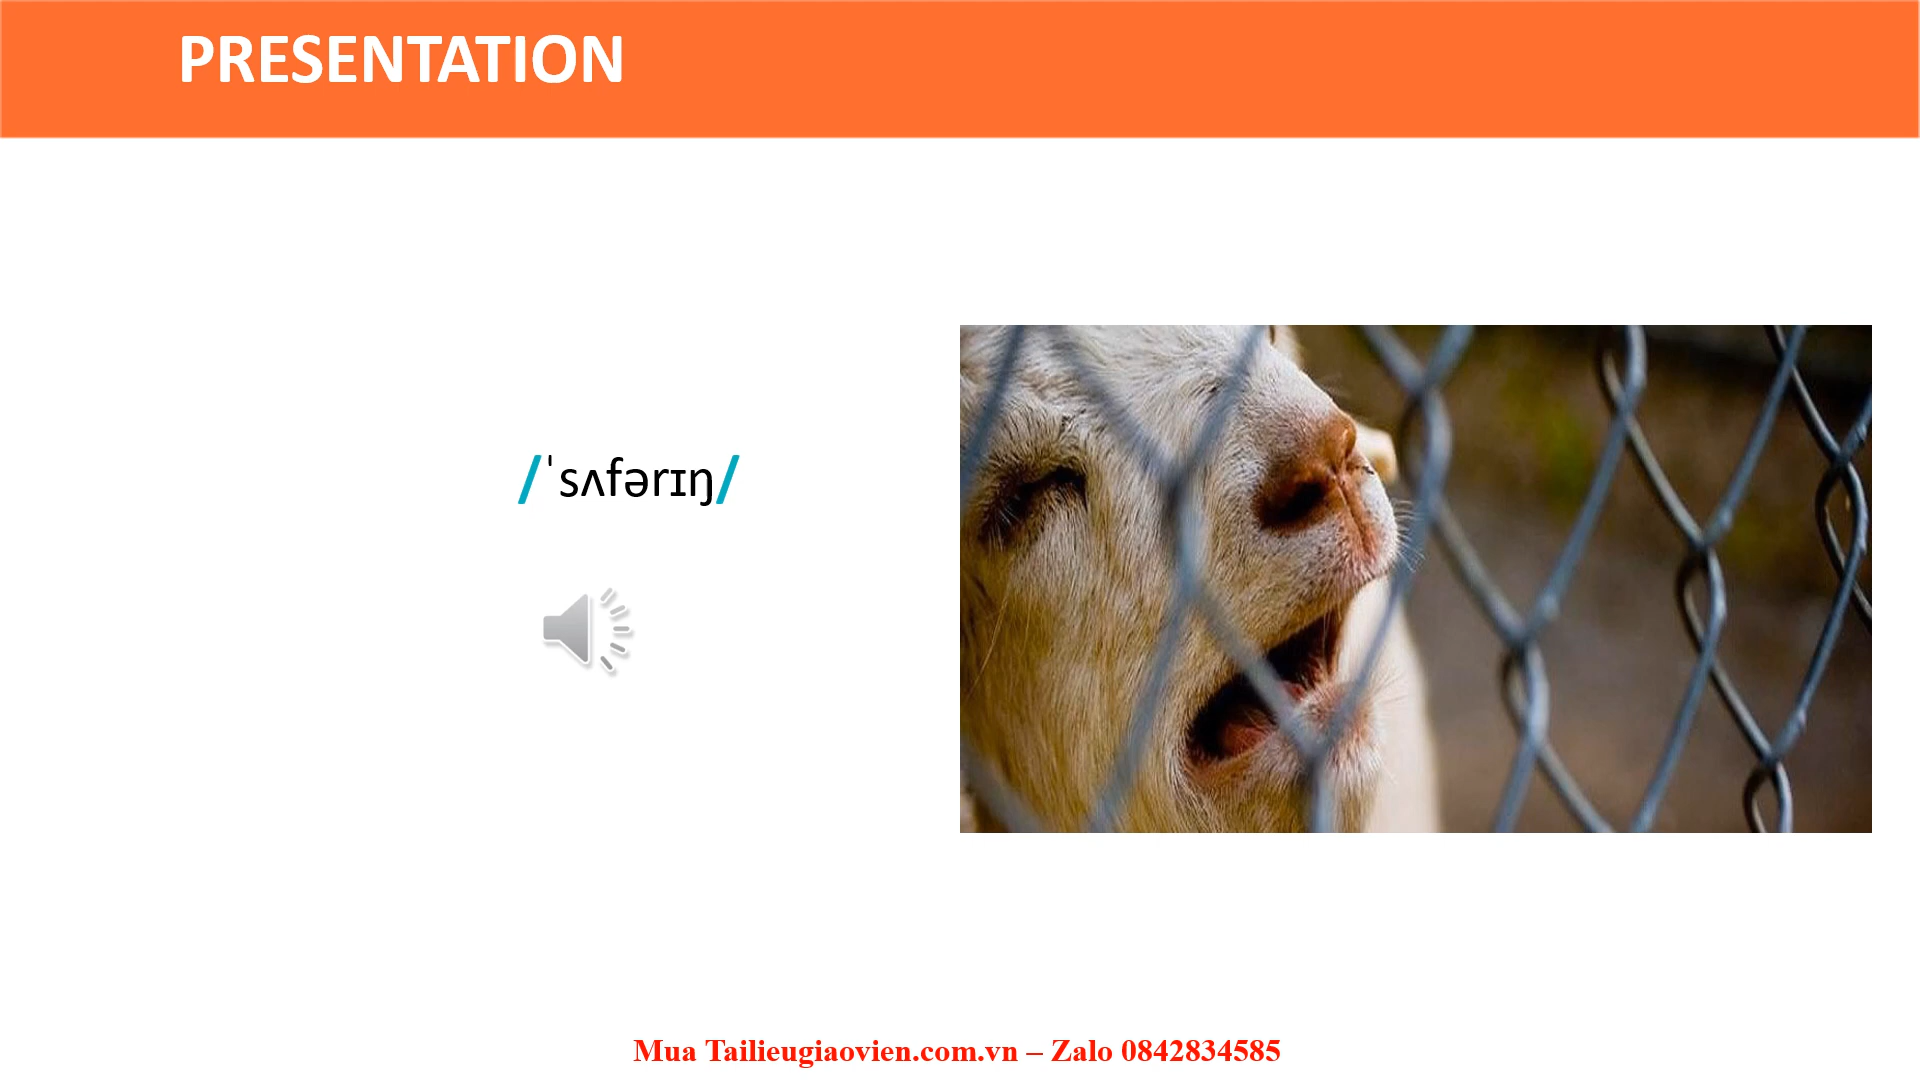 PRESENTATION
/ˈsʌfərɪŋ/
Mua Tailieugiaovien.com.vn – Zalo 0842834585